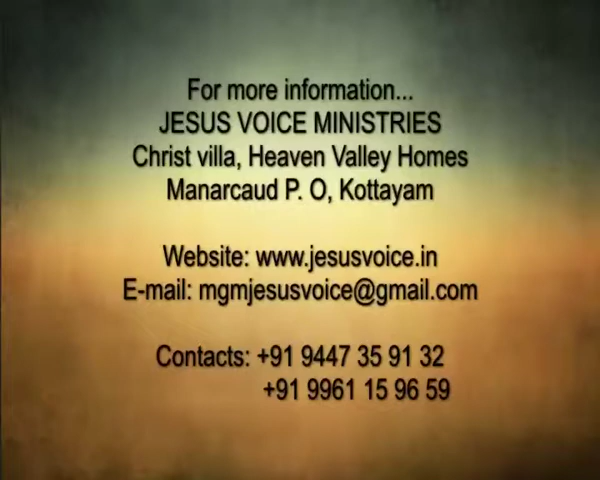 For more information...
JESUS VOICE MINISTRIES
Christ villa, Heaven Valley Homes
Manarcaud P. O, Kottayam
Website: www.jesusvoice.in
E-mail: mgmjesusvoice@gmail.com
Contacts: +91 9447 35 91 32
+91 9961 15 96 59